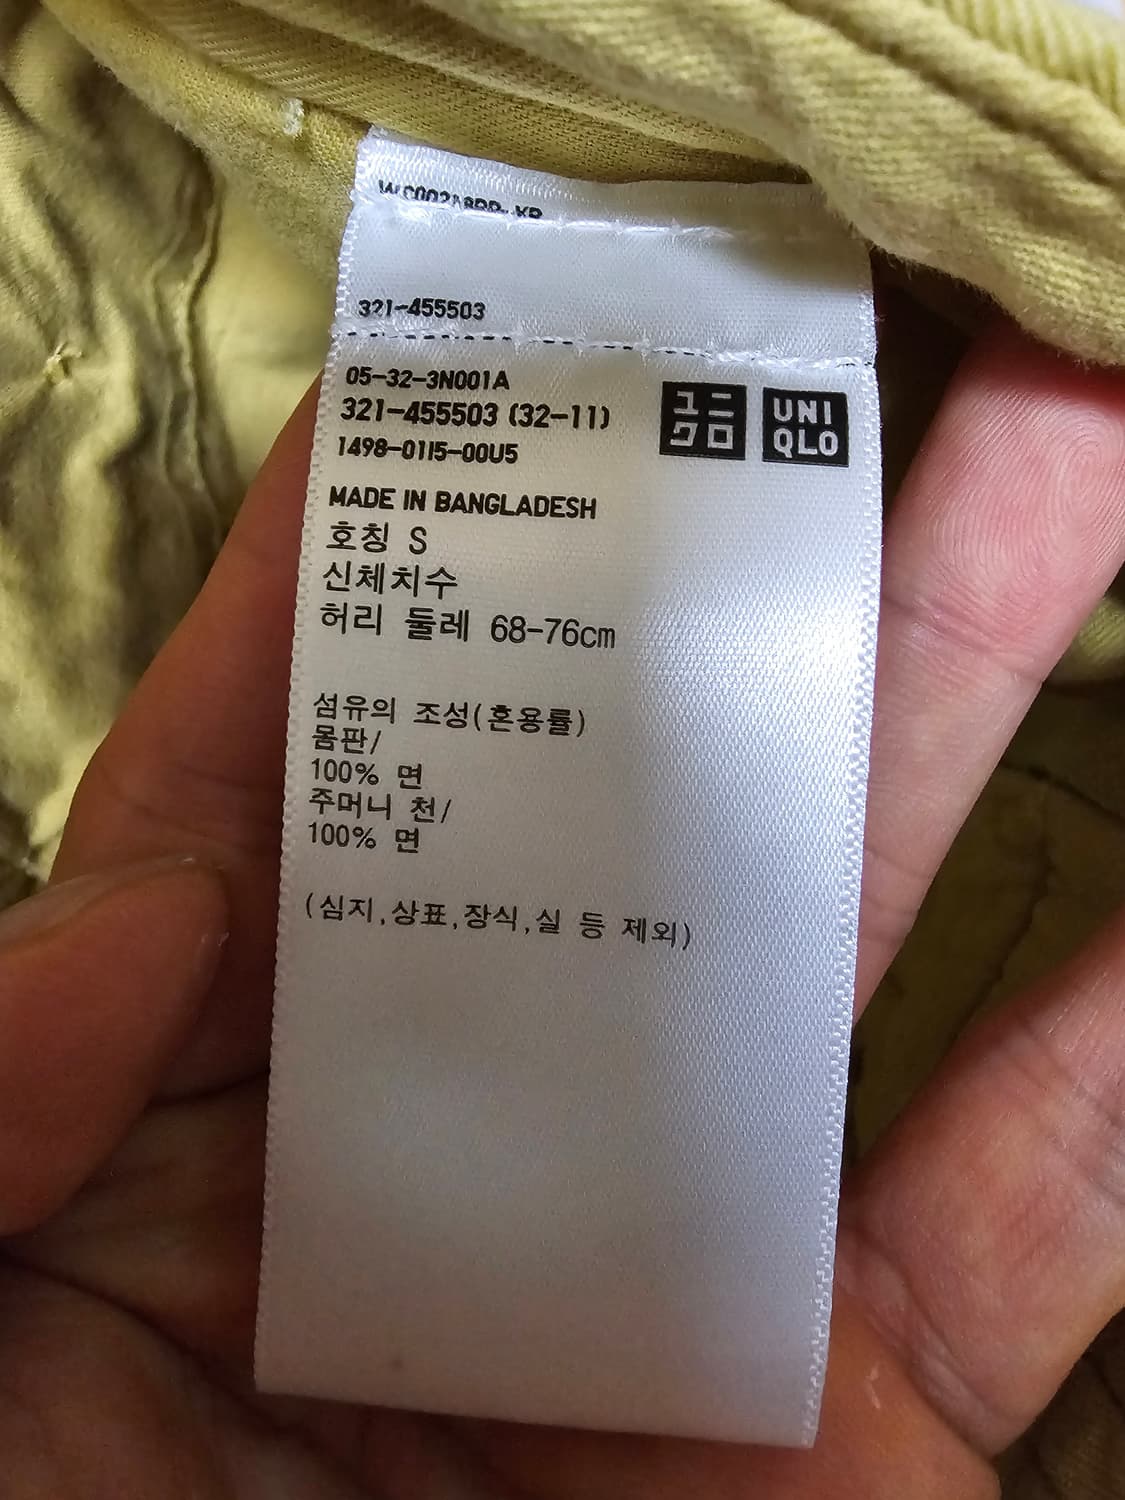 321-455503
05-32-3N001A
321-455503 (32-11)
1498-0115-00U5
ユニ
クロ
UNI
QLO
MADE IN BANGLADESH
호칭 S
신체치수
허리 둘레 68-76cm
섬유의 조성(혼용률)
몸판/
100% 면
주머니 천/
100% 면
(심지,상표,장식,실 등 제외)